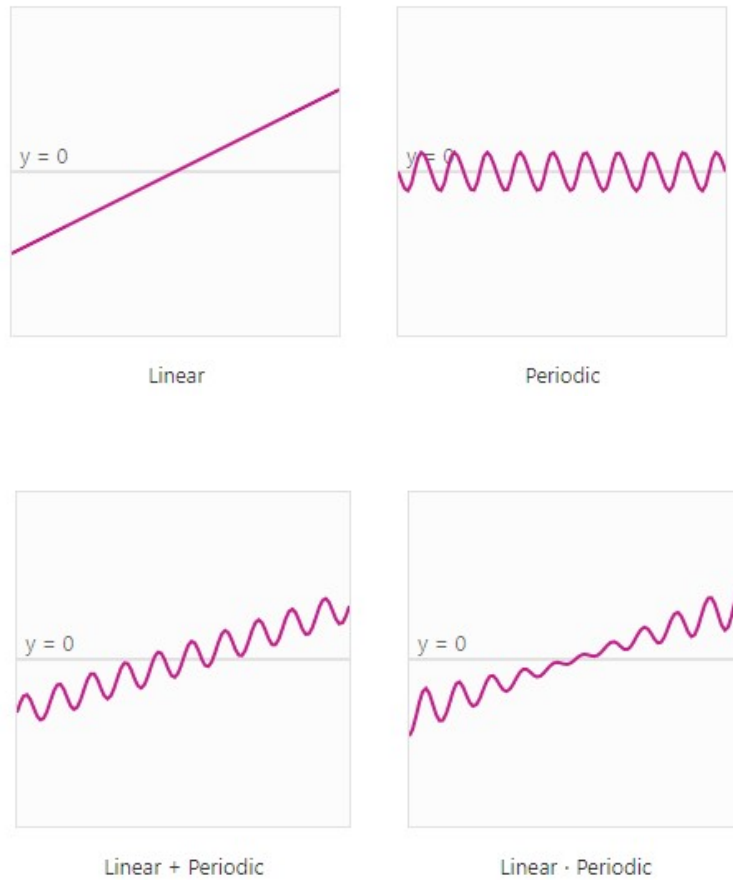 y = 0
y = 0
Linear
Periodic
y = 0
y = 0
Linear + Periodic
Linear · Periodic